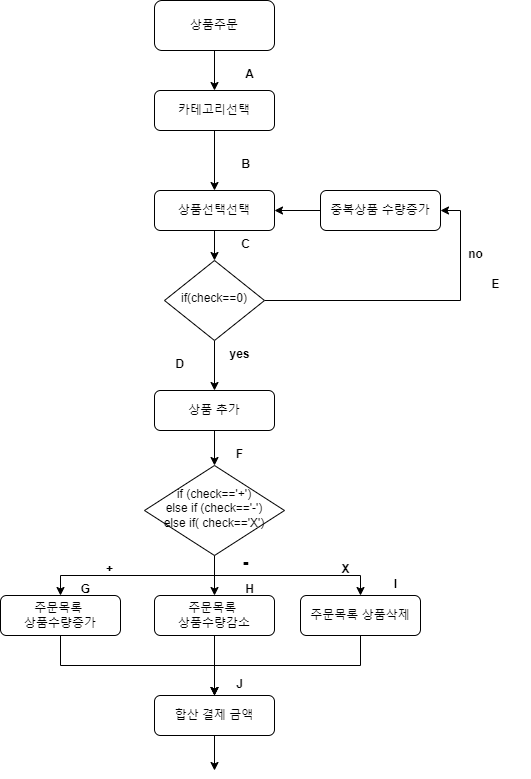 상품주문
A
카테고리선택
B
상품선택선택
중복상품 수량증가
C
no
if(check==0)
E
yes
D
상품 추가
F
if (check=='+')
else if (check=='-')
else if( check=='X')
+
-
X
G
H
I
주문목록
상품수량증가
주문목록
상품수량감소
주문목록 상품삭제
J
합산 결제 금액